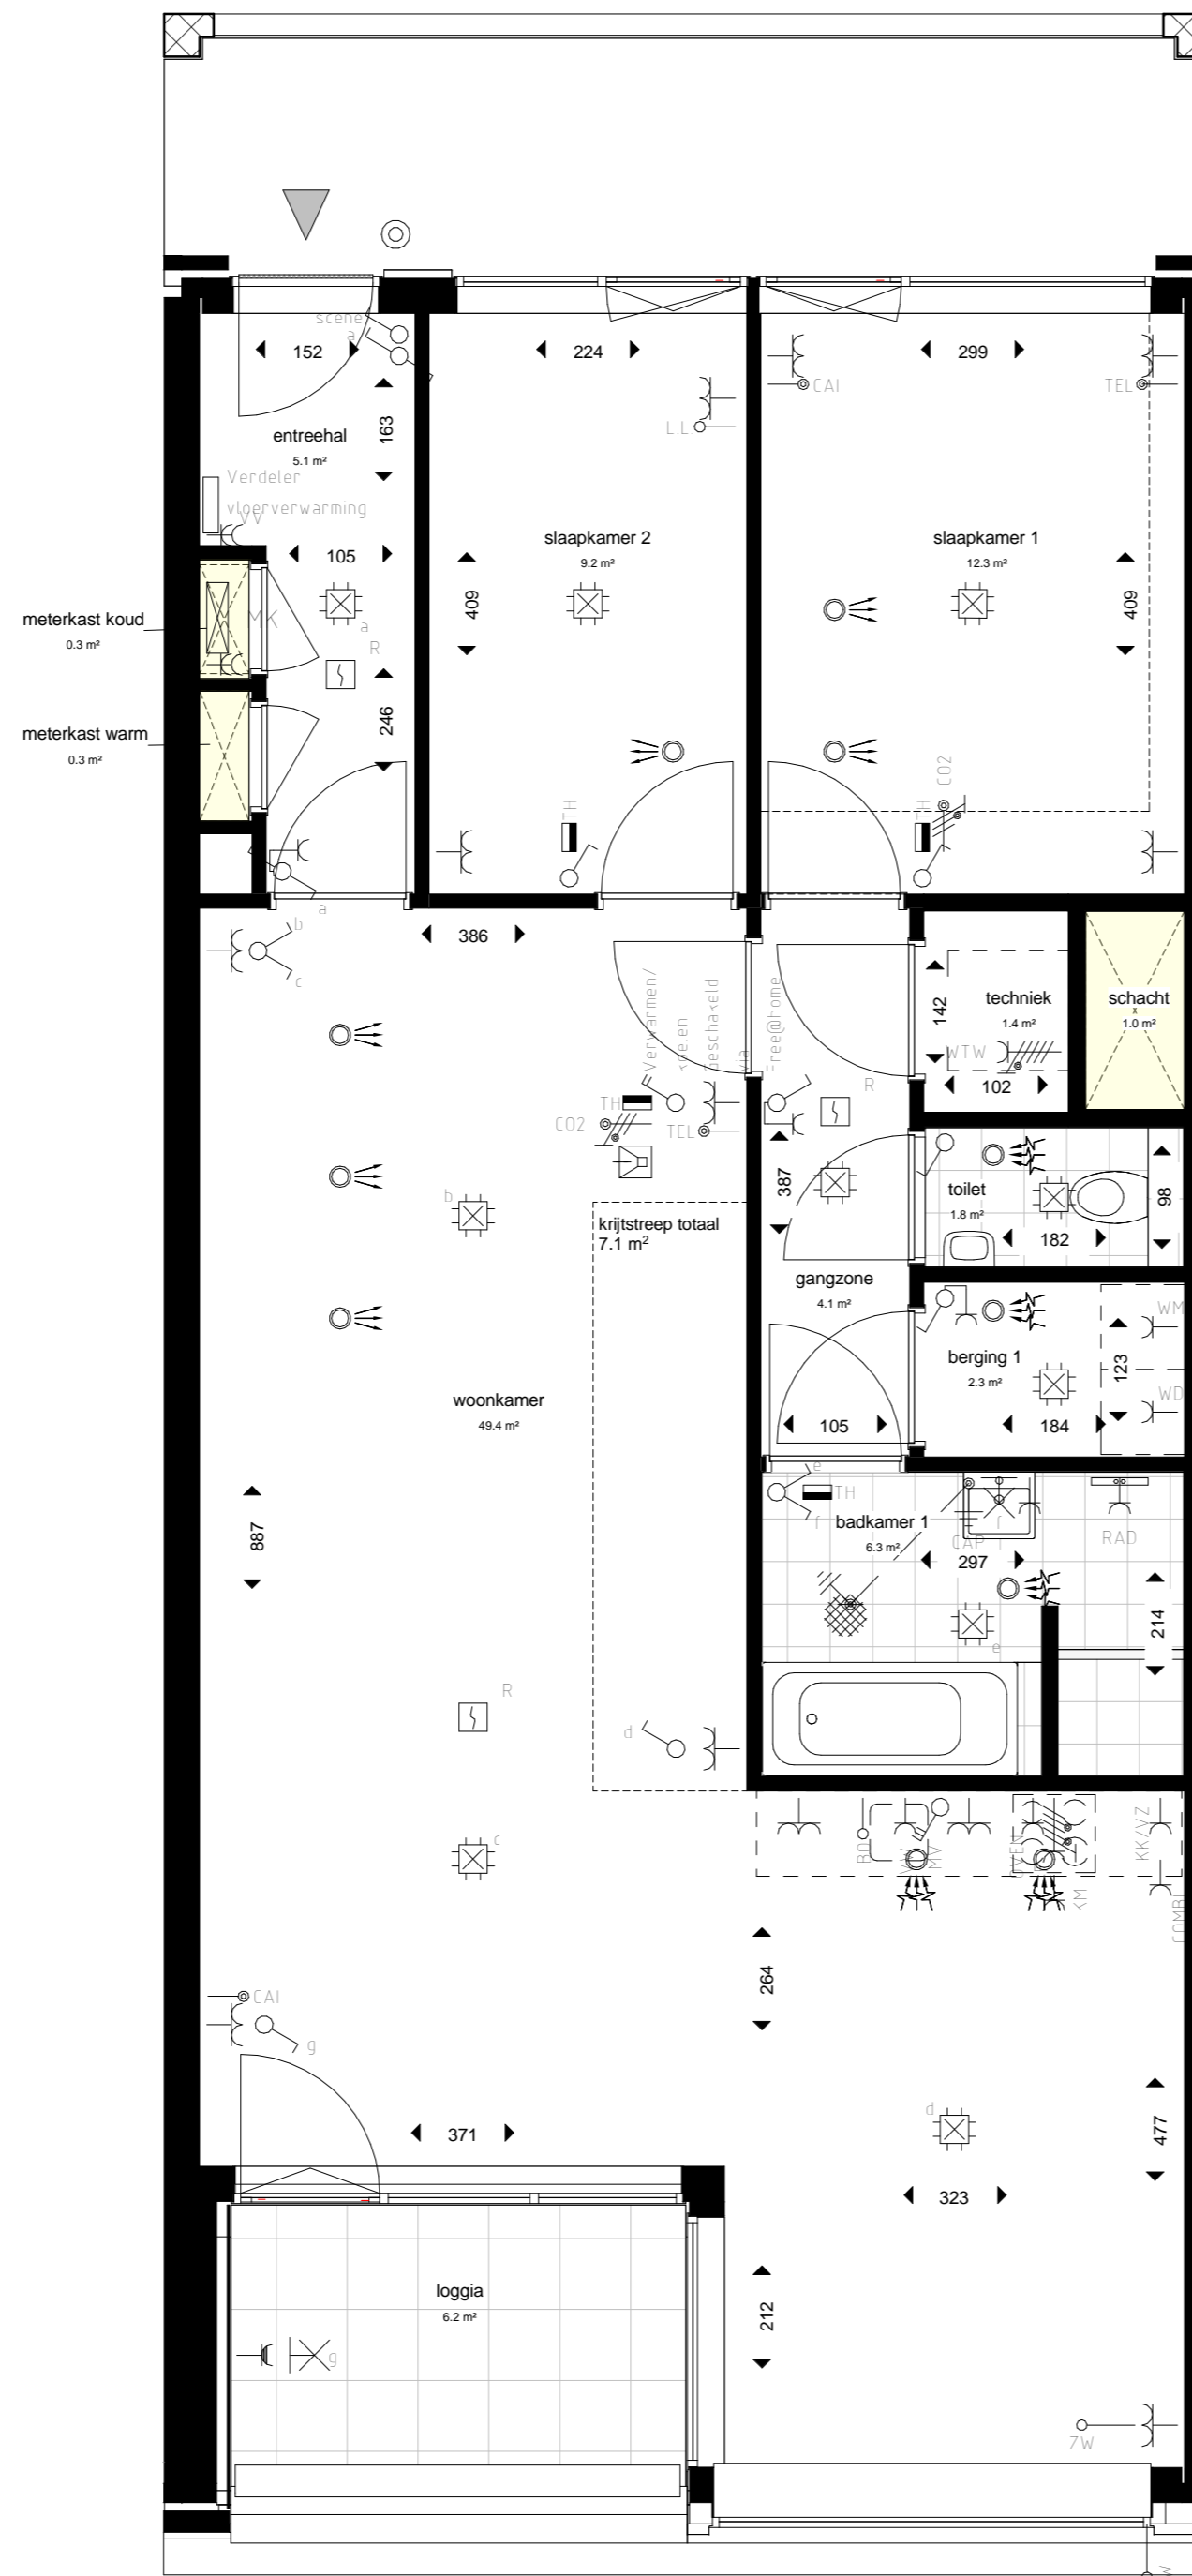 scene
a
152
224
299
CAI
TEL
163
LL
entreehal
5.1 m²
Verdeler
vloerverwarming
VV
105
slaapkamer 2
9.2 m²
slaapkamer 1
12.3 m²
409
409
meterkast koud
0.3 m²
MK
a
R
246
meterkast warm
0.3 m²
TH
TH
CO2
a
b
c
386
Verwarmen/
koelen
Geschakeld
via
Free@home
142
techniek
1.4 m²
WTW
102
schacht
x
1.0 m²
R
TH
CO2
TEL
387
toilet
1.8 m²
182
98
b
krijtstreep totaal
7.1 m²
gangzone
4.1 m²
berging 1
2.3 m²
WM
123
WD
184
105
woonkamer
49.4 m²
887
e
TH
f
badkamer 1
6.3 m²
CAP
f
RAD
297
214
e
R
d
c
BO
VW
MV
OVEN
KM
KK/VZ
COMBI
264
CAI
g
371
d
477
323
loggia
6.2 m²
g
212
ZW
W